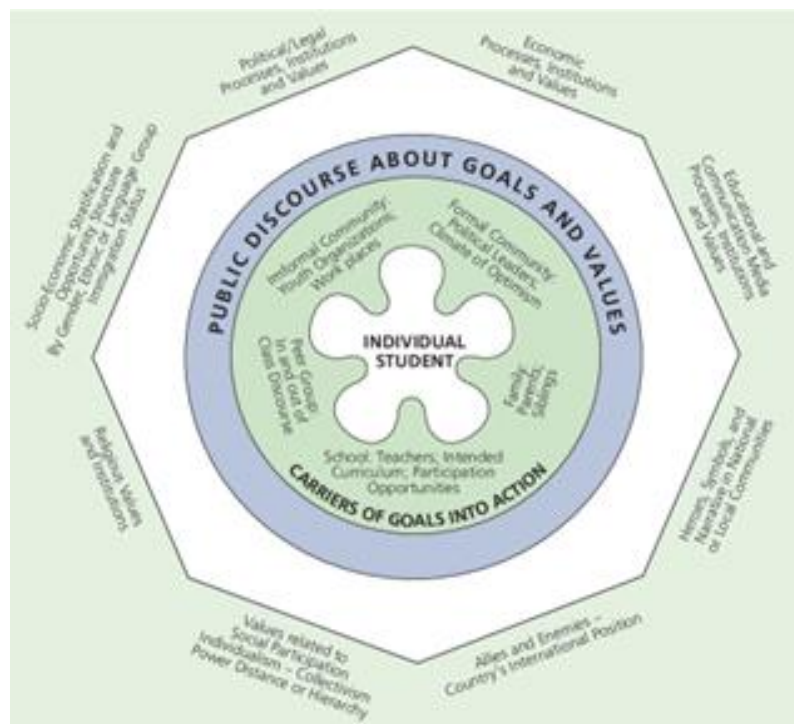 Political/Legal
Processes, Institutions
and Values
Economic
Processes, Institutions
and Values
Educational and
Communication Media
Processes, Institutions
and Values
Heroes, Symbols, and
Narrative in National
or Local Communities
Allies and Enemies –
Country's International Position
Values related to
Social Participation
Individualism – Collectivism
Power Distance or Hierarchy
Religious Values
and Institutions
Socio-Economic Stratification and
Opportunity Structure
By Gender, Ethnic or Language Group
Immigration Status
PUBLIC DISCOURSE ABOUT GOALS AND VALUES
Informal Community:
Youth Organizations;
Work places
Formal Community:
Political Leaders;
Climate of Optimism
Family:
Parents;
Siblings
School: Teachers; Intended
Curriculum; Participation
Opportunities
Peer Group:
In and out of
Class Discourse
INDIVIDUAL
STUDENT
CARRIERS OF GOALS INTO ACTION